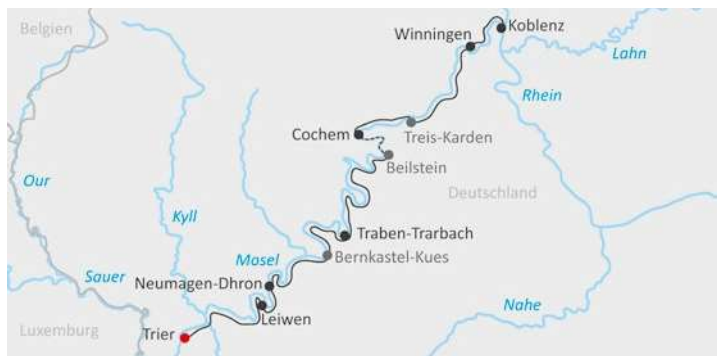 Belgien
Winningen
Koblenz
Lahn
Rhein
Cochem
Treis-Karden
Beilstein
Our
Deutschland
Kyll
Traben-Trarbach
Mosel
Bernkastel-Kues
Sauer
Neumagen-Dhron
Nahe
Leiwen
Luxemburg
Trier